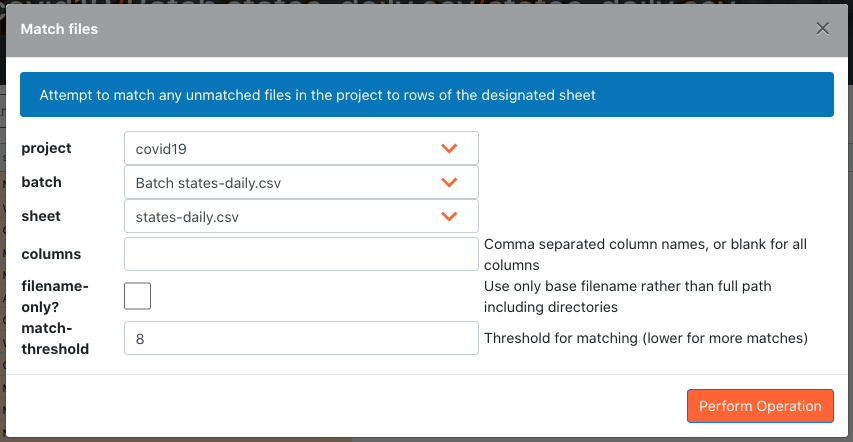 Match files
Attempt to match any unmatched files in the project to rows of the designated sheet
project covid19
batch Batch states-daily.csv
sheet states-daily.csv
columns Comma separated column names, or blank for all
columns
filename-
only?
Use only base filename rather than full path
including directories
match-
threshold
8
Threshold for matching (lower for more matches)
Perform Operation